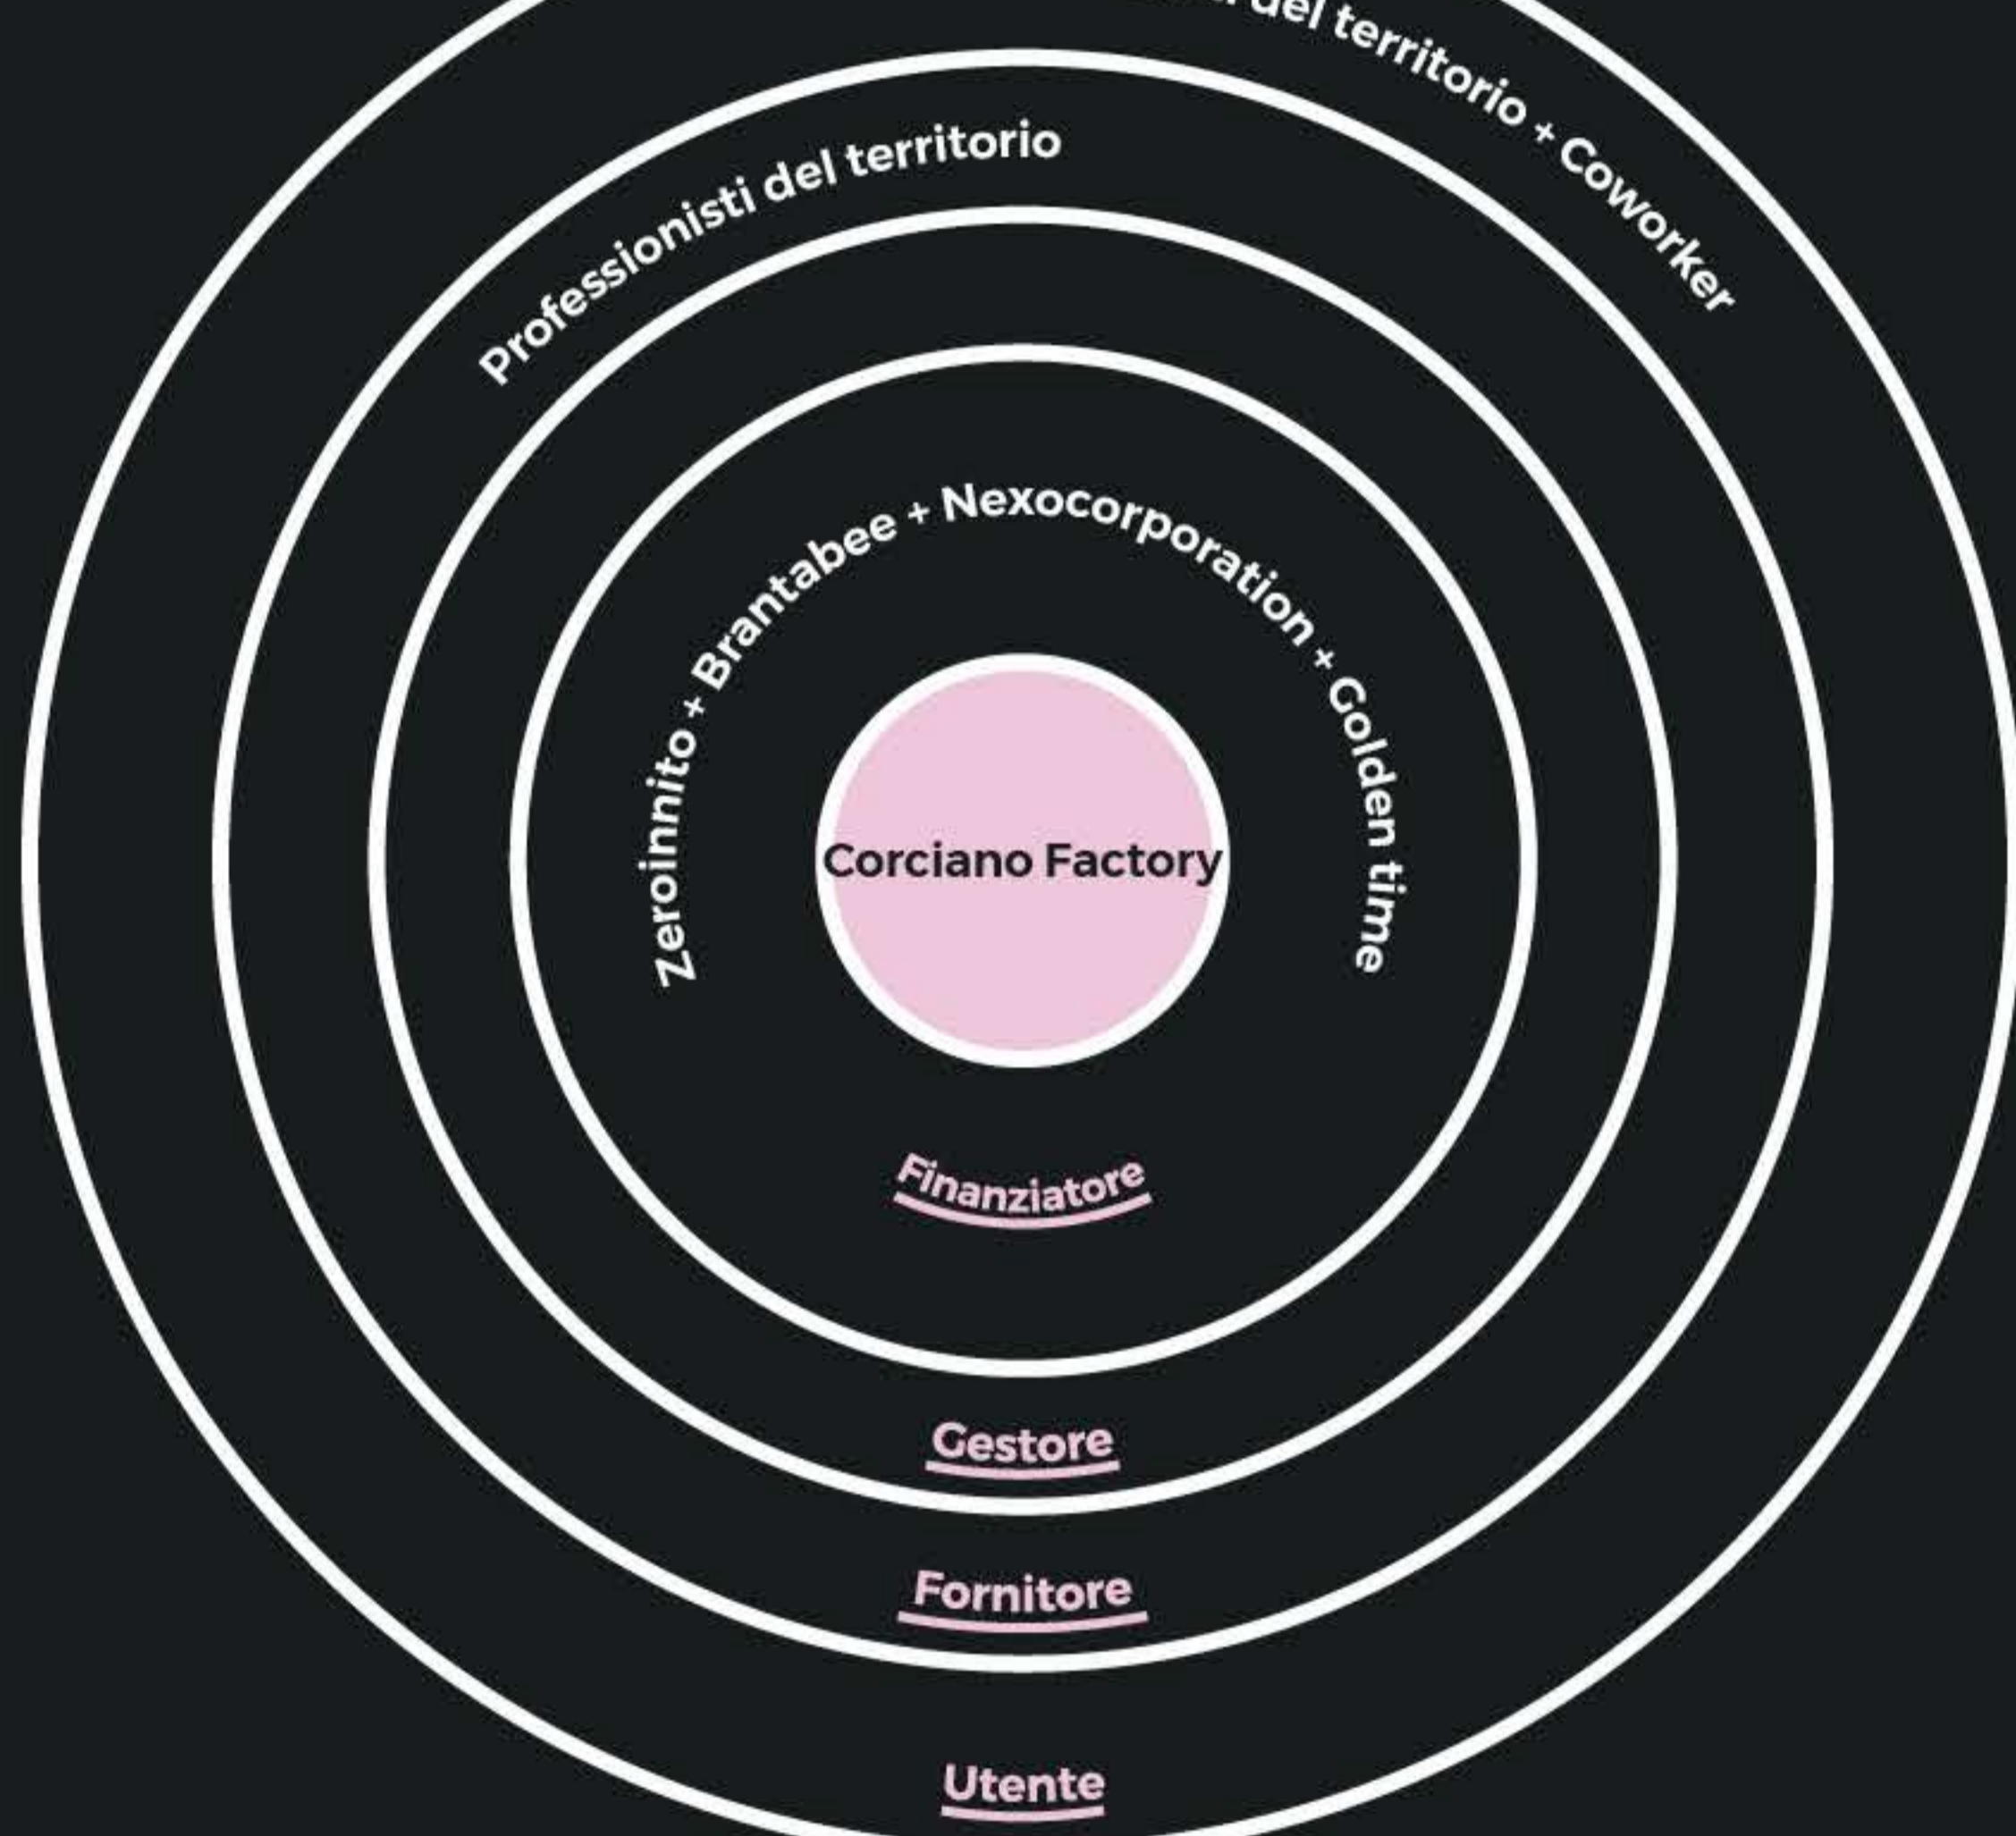 del territorio + Coworker
Professionisti del territorio
Zeroinnito + Brantabee + Nexocorporation + Golden time
Corciano Factory
Finanziatore
Gestore
Fornitore
Utente